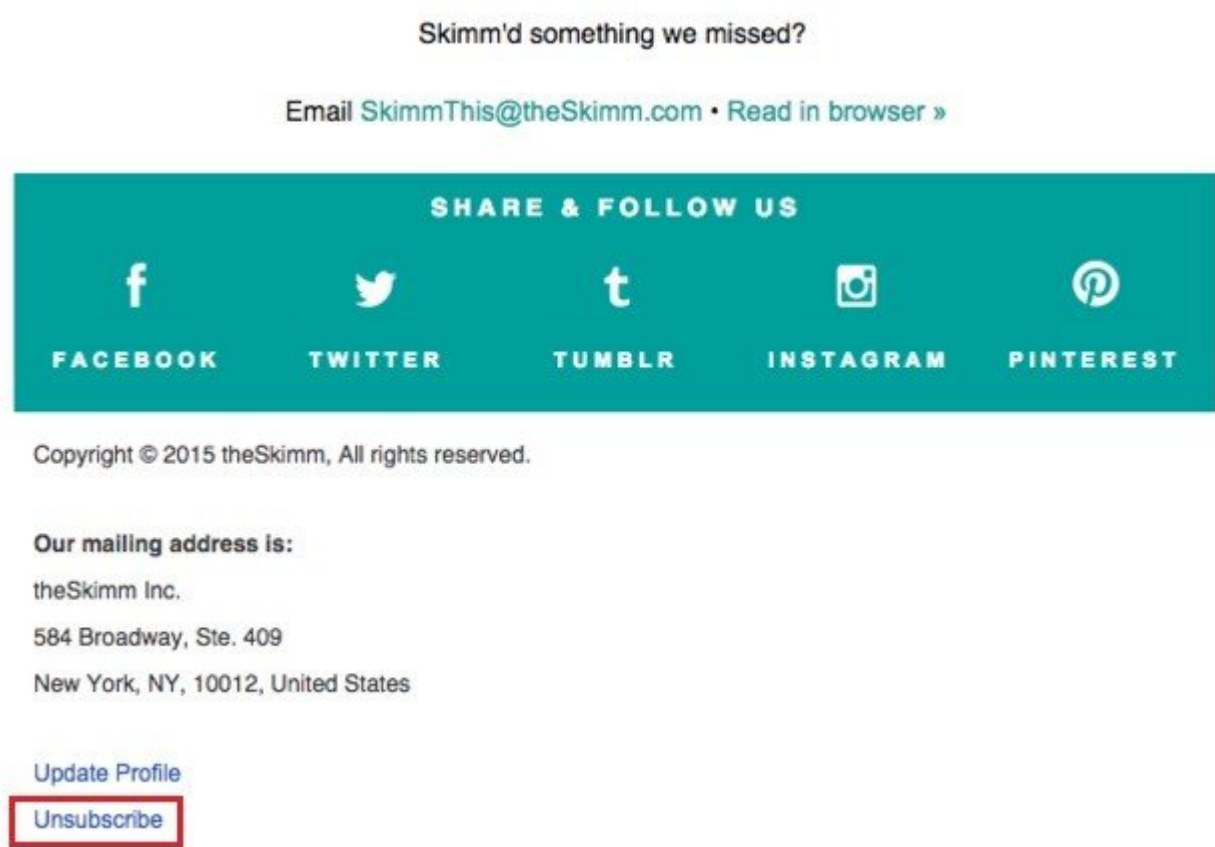 Skimm'd something we missed?
Email SkimmThis@theSkimm.com • Read in browser »
SHARE & FOLLOW US
FACEBOOK TWITTER TUMBLR INSTAGRAM PINTEREST
Copyright © 2015 theSkimm, All rights reserved.
Our mailing address is:
theSkimm Inc.
584 Broadway, Ste. 409
New York, NY, 10012, United States
Update Profile
Unsubscribe